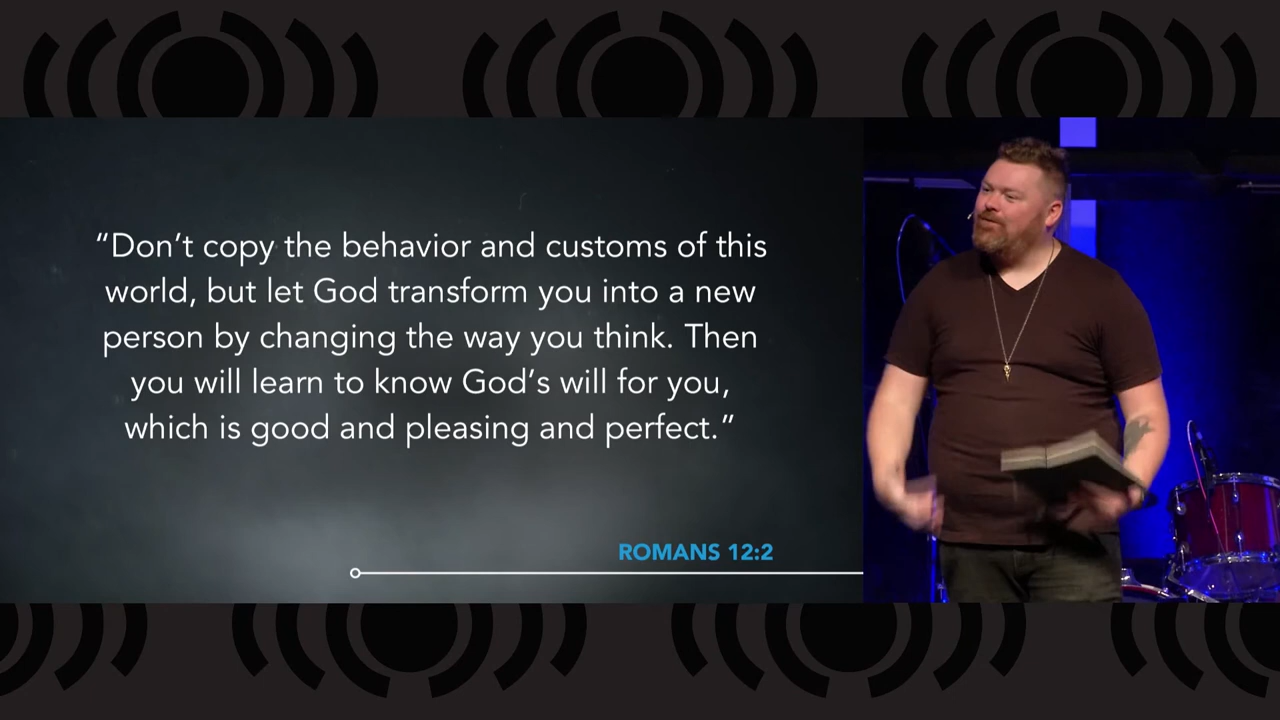 “Don’t copy the behavior and customs of this
world, but let God transform you into a new
person by changing the way you think. Then
you will learn to know God’s will for you,
which is good and pleasing and perfect.”
ROMANS 12:2